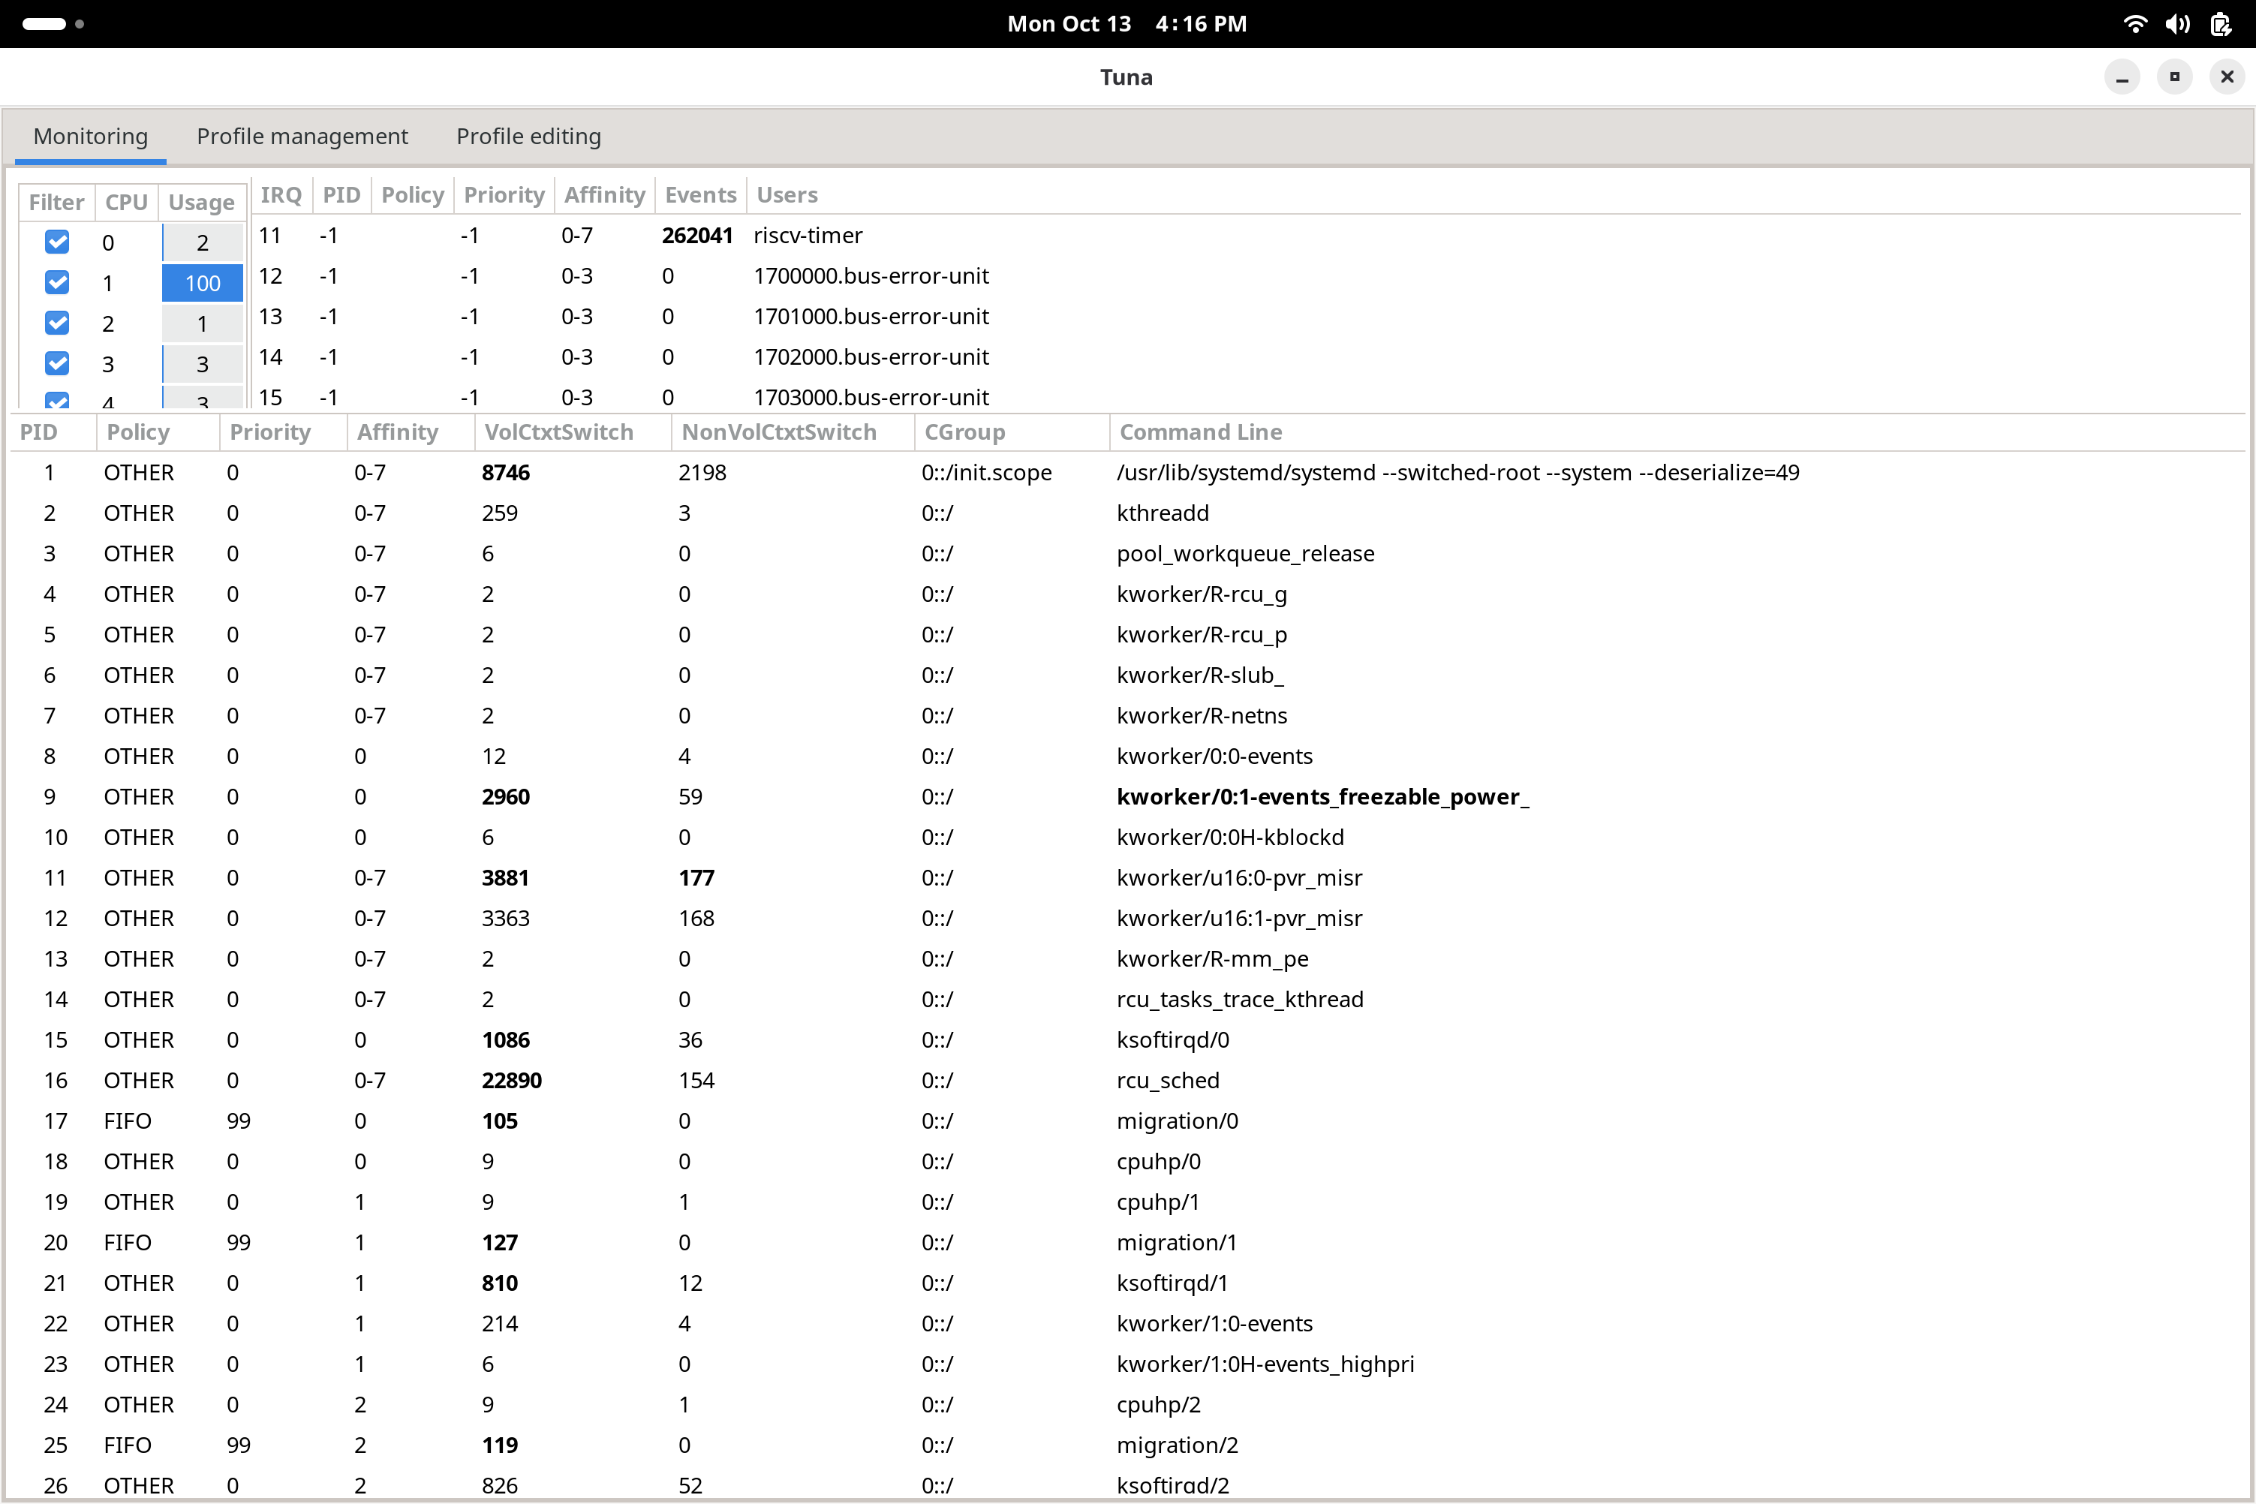 Mon Oct 13 4:16 PM
Tuna
Monitoring Profile management Profile editing
Filter CPU Usage
0 2
1 100
2 1
3 3
4 3
IRQ PID Policy Priority Affinity Events Users
11 -1 -1 0-7 262041 riscv-timer
12 -1 -1 0-3 0 1700000.bus-error-unit
13 -1 -1 0-3 0 1701000.bus-error-unit
14 -1 -1 0-3 0 1702000.bus-error-unit
15 -1 -1 0-3 0 1703000.bus-error-unit
PID Policy Priority Affinity VolCtxtSwitch NonVolCtxtSwitch CGroup Command Line
1 OTHER 0 0-7 8746 2198 0::/init.scope /usr/lib/systemd/systemd --switched-root --system --deserialize=49
2 OTHER 0 0-7 259 3 0::/ kthreadd
3 OTHER 0 0-7 6 0 0::/ pool_workqueue_release
4 OTHER 0 0-7 2 0 0::/ kworker/R-rcu_g
5 OTHER 0 0-7 2 0 0::/ kworker/R-rcu_p
6 OTHER 0 0-7 2 0 0::/ kworker/R-slub_
7 OTHER 0 0-7 2 0 0::/ kworker/R-netns
8 OTHER 0 0 12 4 0::/ kworker/0:0-events
9 OTHER 0 0 2960 59 0::/ kworker/0:1-events_freezable_power_
10 OTHER 0 0 6 0 0::/ kworker/0:0H-kblockd
11 OTHER 0 0-7 3881 177 0::/ kworker/u16:0-pvr_misr
12 OTHER 0 0-7 3363 168 0::/ kworker/u16:1-pvr_misr
13 OTHER 0 0-7 2 0 0::/ kworker/R-mm_pe
14 OTHER 0 0-7 2 0 0::/ rcu_tasks_trace_kthread
15 OTHER 0 0 1086 36 0::/ ksoftirqd/0
16 OTHER 0 0-7 22890 154 0::/ rcu_sched
17 FIFO 99 0 105 0 0::/ migration/0
18 OTHER 0 0 9 0 0::/ cpuhp/0
19 OTHER 0 1 9 1 0::/ cpuhp/1
20 FIFO 99 1 127 0 0::/ migration/1
21 OTHER 0 1 810 12 0::/ ksoftirqd/1
22 OTHER 0 1 214 4 0::/ kworker/1:0-events
23 OTHER 0 1 6 0 0::/ kworker/1:0H-events_highpri
24 OTHER 0 2 9 1 0::/ cpuhp/2
25 FIFO 99 2 119 0 0::/ migration/2
26 OTHER 0 2 826 52 0::/ ksoftirqd/2